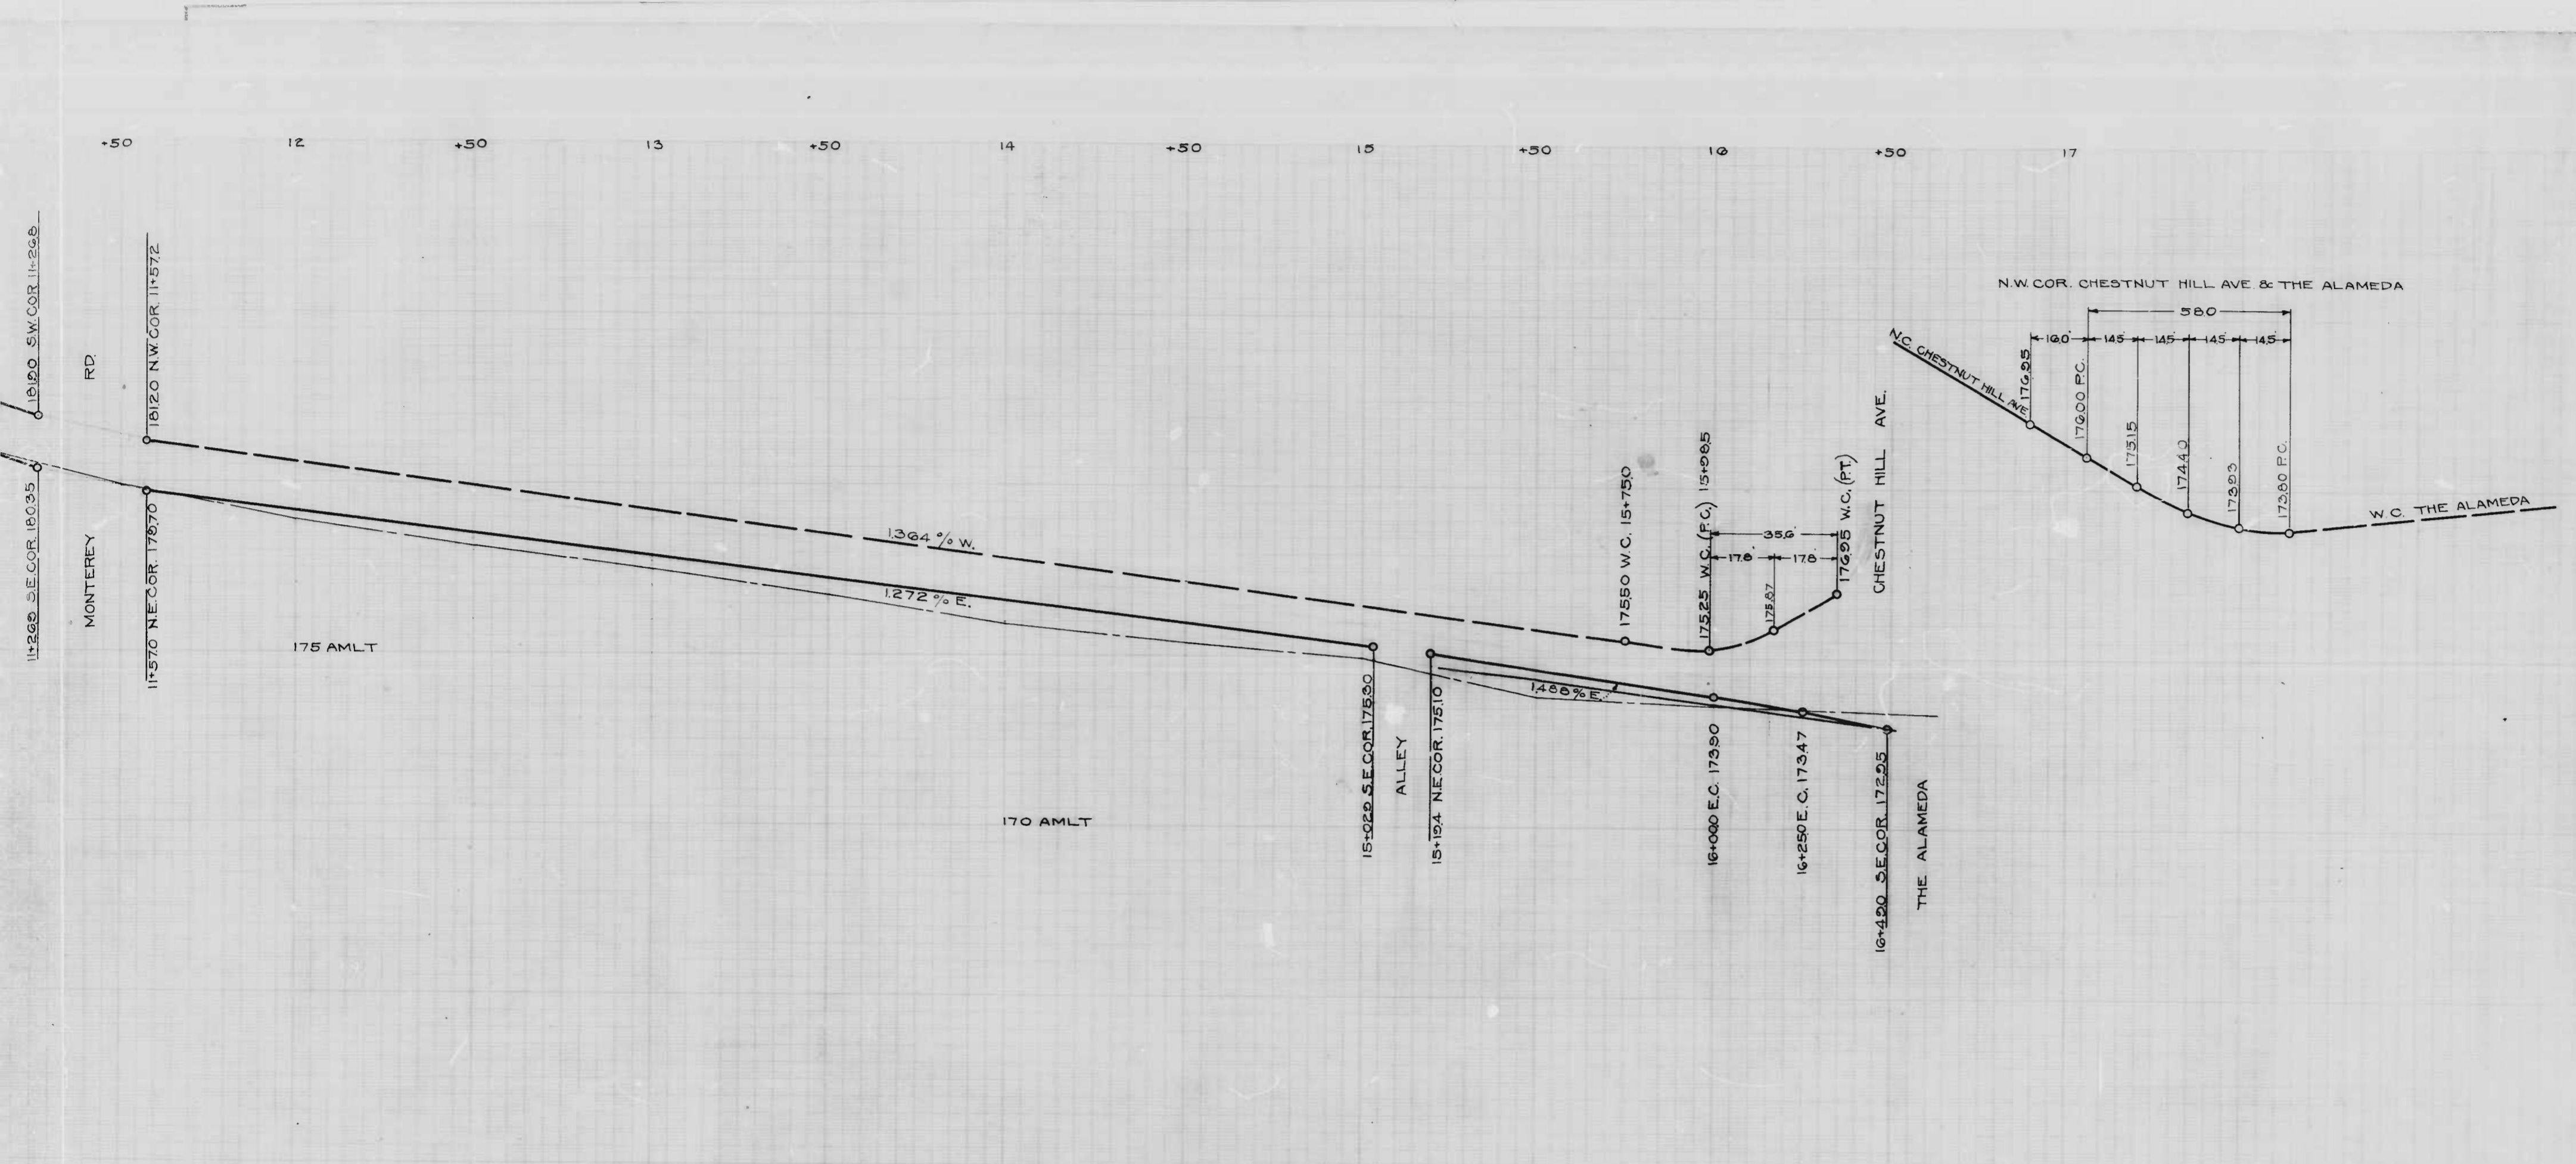 +50 12 +50 13 +50 14 +50 15 +50 16 +50 17
181.90 S.W.COR 11+26.8
RD.
181.20 N.W.COR. 11+57.2
11+26.9 S.E.COR. 180.35
MONTEREY
11+57.0 N.E.COR. 179.70
1.364 % W.
1.272 % E.
175 AMLT
170 AMLT
15+02.9 S.E.COR. 175.30
ALLEY
15+19.4 N.E.COR. 175.10
1.488 % E.
175.50 W.C. 15+75.0
175.25 W.C. (P.C.) 15+98.5
35.6'
17.8' 17.8'
175.87
176.95 W.C. (P.T.)
CHESTNUT HILL AVE.
16+00.0 E.C. 173.90
16+25.0 E.C. 173.47
16+49.0 S.E.COR. 172.95
THE ALAMEDA
N.W. COR. CHESTNUT HILL AVE & THE ALAMEDA
58.0
16.0' 14.5' 14.5' 14.5' 14.5'
N.C. CHESTNUT HILL AVE
176.95
176.00 P.C.
175.15
174.40
173.93
173.80 P.C.
W.C. THE ALAMEDA